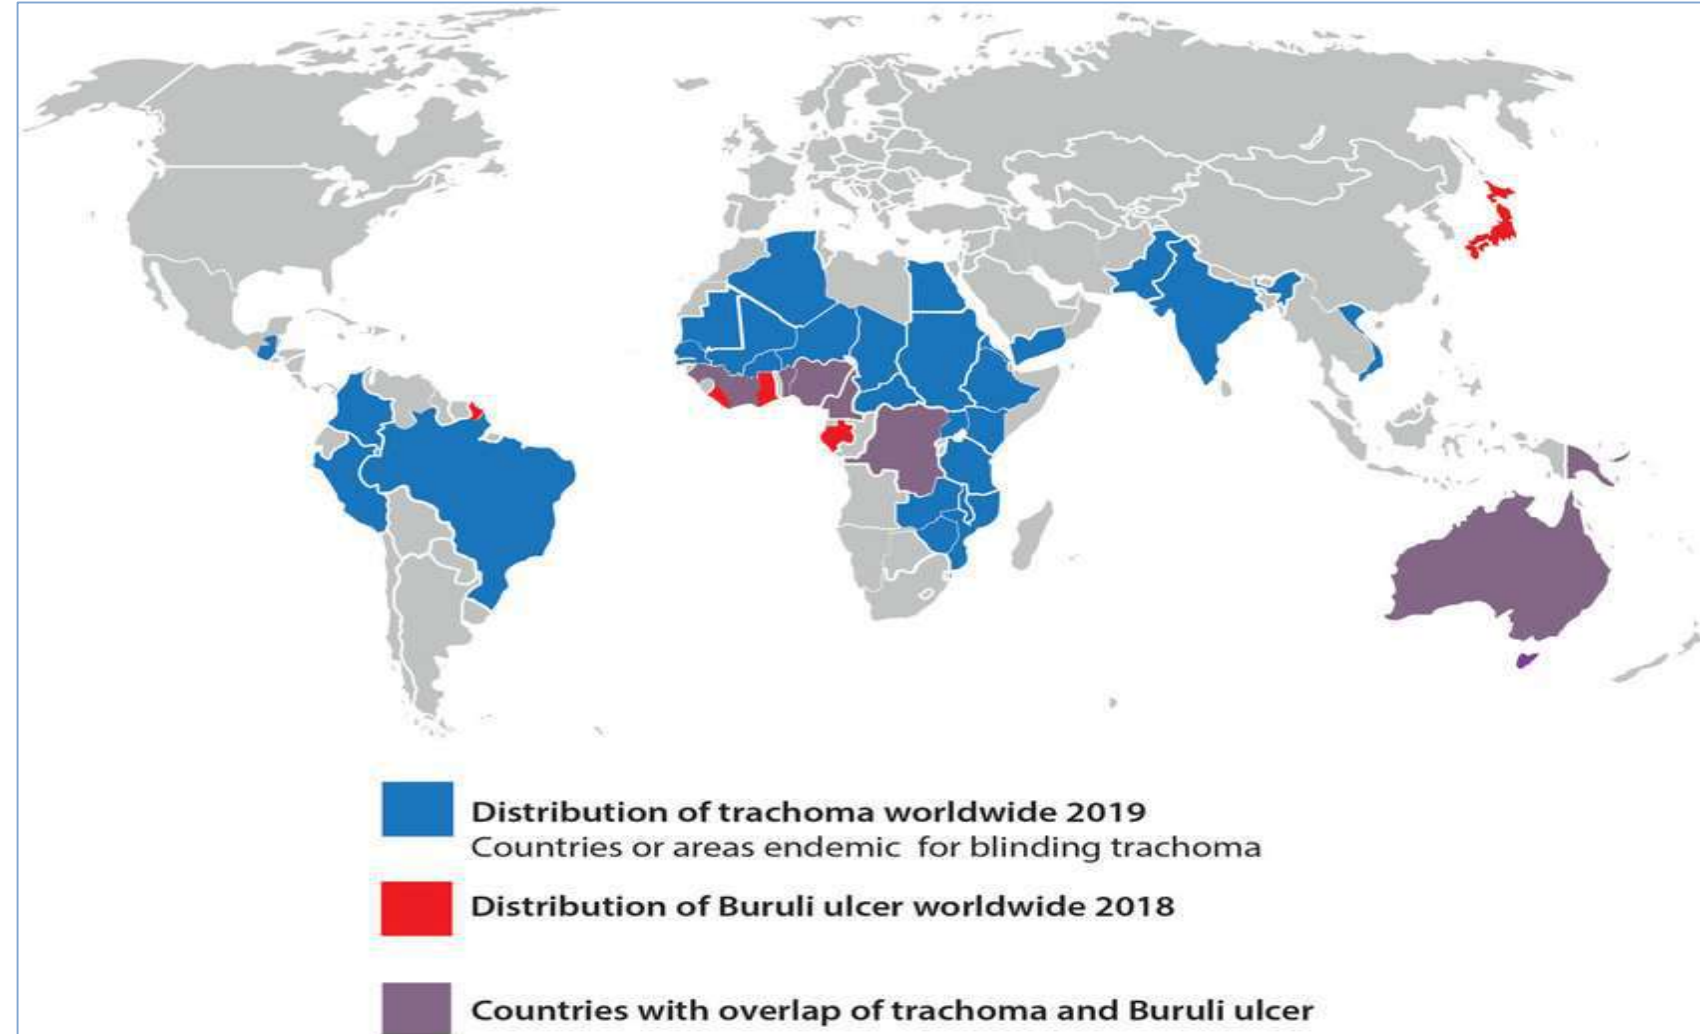 Distribution of trachoma worldwide 2019
Countries or areas endemic for blinding trachoma
Distribution of Buruli ulcer worldwide 2018
Countries with overlap of trachoma and Buruli ulcer